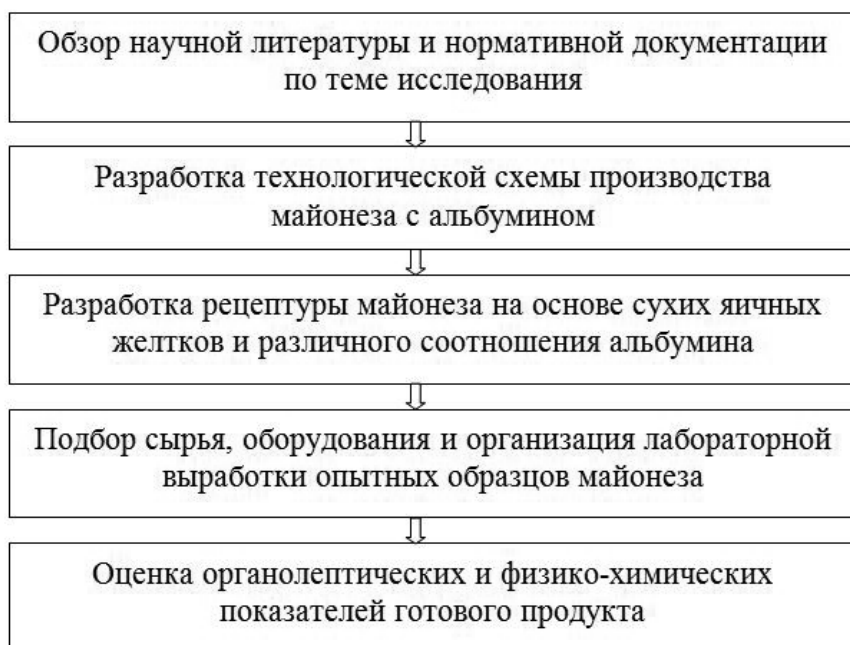 Обзор научной литературы и нормативной документации
по теме исследования
Разработка технологической схемы производства
майонеза с альбумином
Разработка рецептуры майонеза на основе сухих яичных
желтков и различного соотношения альбумина
Подбор сырья, оборудования и организация лабораторной
выработки опытных образцов майонеза
Оценка органолептических и физико-химических
показателей готового продукта